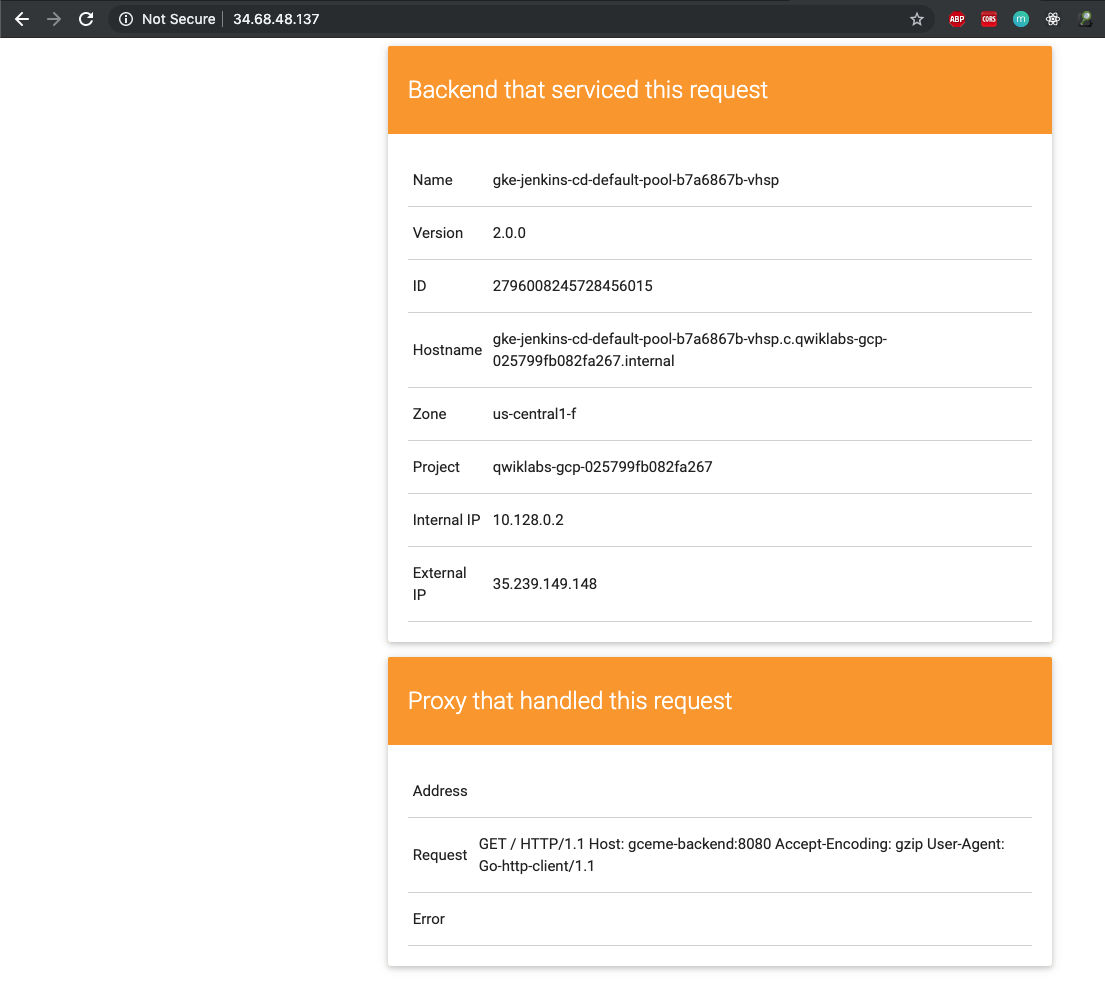 Not Secure 34.68.48.137
ABP CORS m
Backend that serviced this request
Name gke-jenkins-cd-default-pool-b7a6867b-vhsp
Version 2.0.0
ID 2796008245728456015
Hostname gke-jenkins-cd-default-pool-b7a6867b-vhsp.c.qwiklabs-gcp-
025799fb082fa267.internal
Zone us-central1-f
Project qwiklabs-gcp-025799fb082fa267
Internal IP 10.128.0.2
External
IP 35.239.149.148
Proxy that handled this request
Address
Request GET / HTTP/1.1 Host: gceme-backend:8080 Accept-Encoding: gzip User-Agent:
Go-http-client/1.1
Error